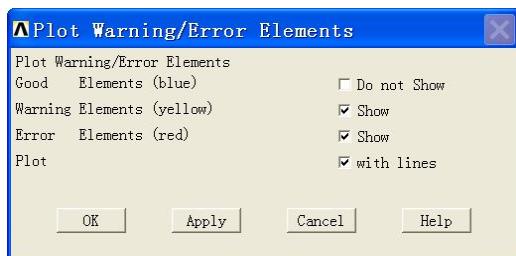 Plot Warning/Error Elements
Plot Warning/Error Elements
Good Elements (blue) Do not Show
Warning Elements (yellow) Show
Error Elements (red) Show
Plot with lines
OK Apply Cancel Help